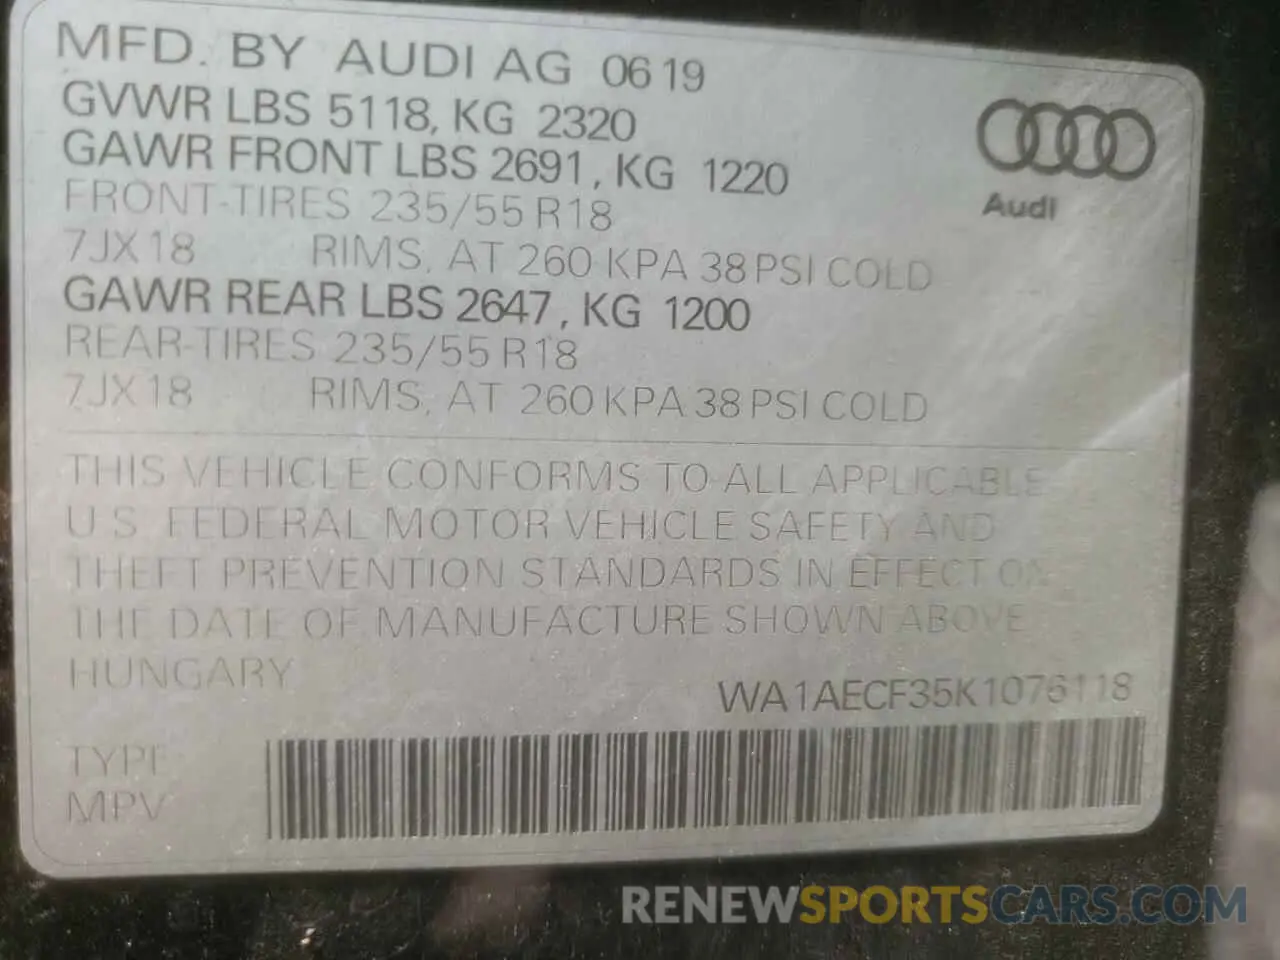 MFD. BY AUDI AG 0619
GVWR LBS 5118, KG 2320
GAWR FRONT LBS 2691, KG 1220
FRONT-TIRES 235/55 R18
7JX18 RIMS, AT 260 KPA 38 PSI COLD
GAWR REAR LBS 2647, KG 1200
REAR-TIRES 235/55 R18
7JX18 RIMS, AT 260 KPA 38 PSI COLD
Audi
THIS VEHICLE CONFORMS TO ALL APPLICABLE
U.S. FEDERAL MOTOR VEHICLE SAFETY AND
THEFT PREVENTION STANDARDS IN EFFECT ON
THE DATE OF MANUFACTURE SHOWN ABOVE
HUNGARY
WA1AECF35K1076118
TYPE
MPV
RENEWSPORTSCARS.COM